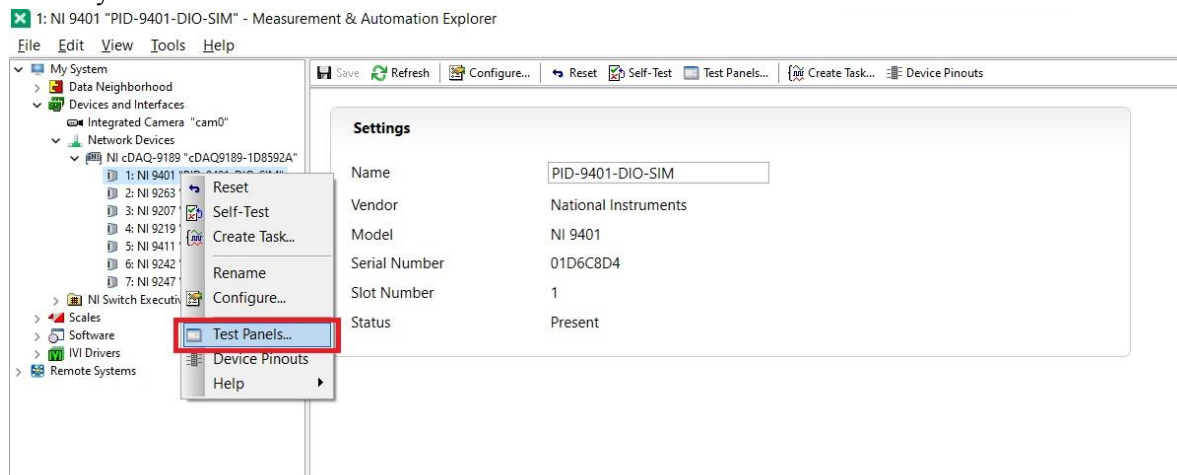 1: NI 9401 "PID-9401-DIO-SIM" - Measurement & Automation Explorer
File Edit View Tools Help
My System
Data Neighborhood
Devices and Interfaces
Integrated Camera "cam0"
Network Devices
NI cDAQ-9189 "cDAQ9189-1D8592A"
1: NI 9401
2: NI 9263
3: NI 9207
4: NI 9219
5: NI 9411
6: NI 9242
7: NI 9247
NI Switch
Scales
Software
IVI Drivers
Remote Systems
Reset
Self-Test
Create Task...
Rename
Configure...
Test Panels...
Device Pinouts
Help
Save Refresh Configure... Reset Self-Test Test Panels... Create Task... Device Pinouts
Settings
Name PID-9401-DIO-SIM
Vendor National Instruments
Model NI 9401
Serial Number 01D6C8D4
Slot Number 1
Status Present